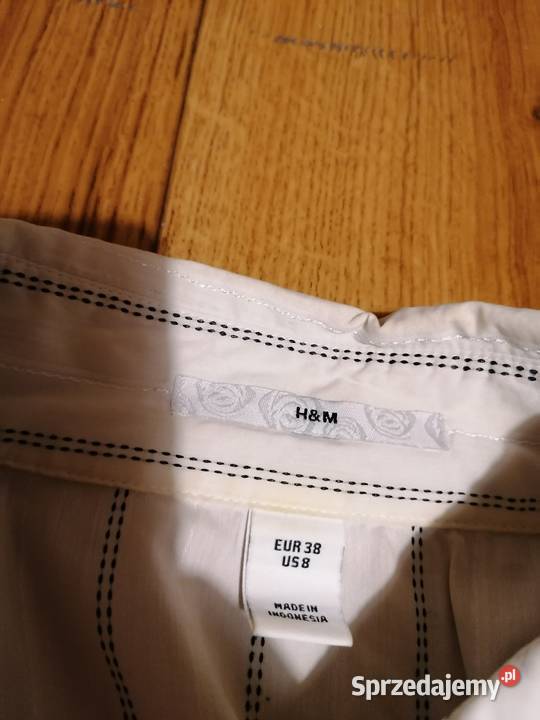 H&M
EUR 38
US 8
MADE IN
INDONESIA
Sprzedajemy.pl